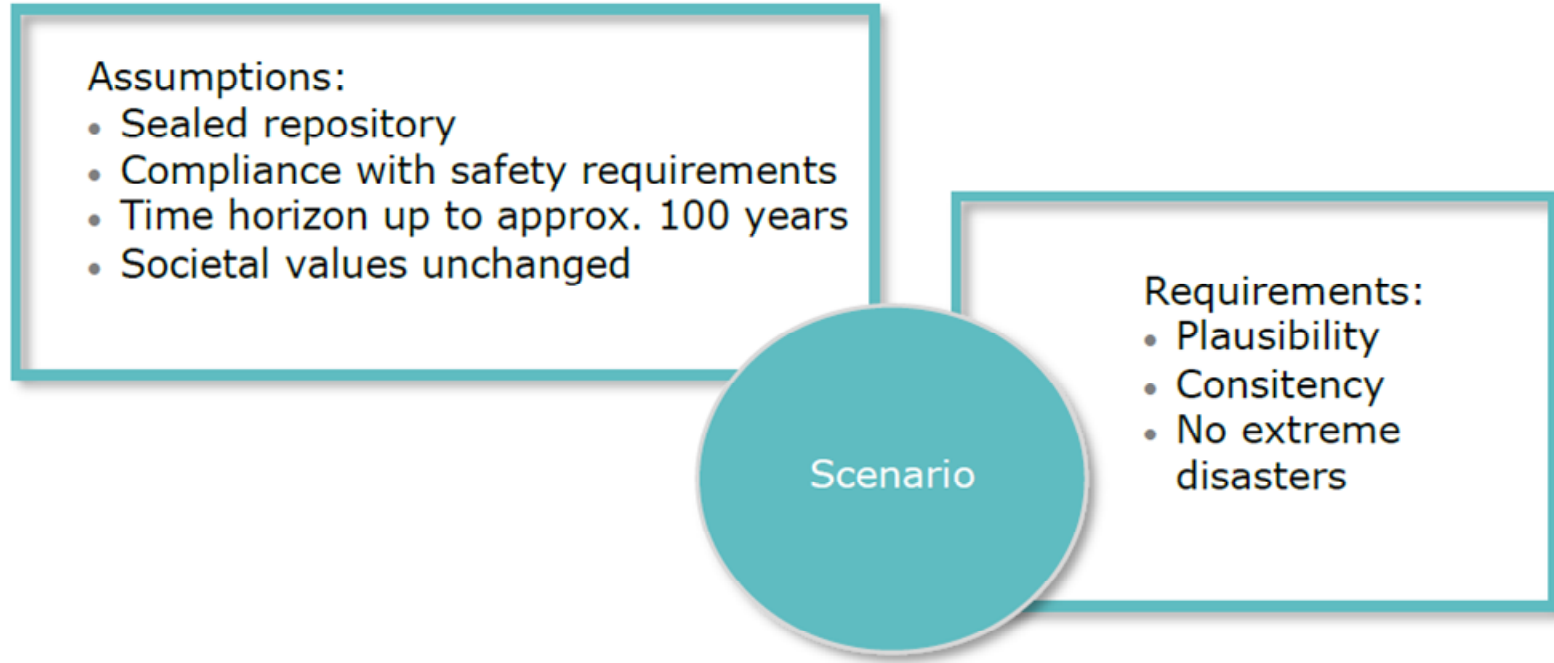 Assumptions:
• Sealed repository
• Compliance with safety requirements
• Time horizon up to approx. 100 years
• Societal values unchanged
Scenario
Requirements:
• Plausibility
• Consitency
• No extreme
disasters